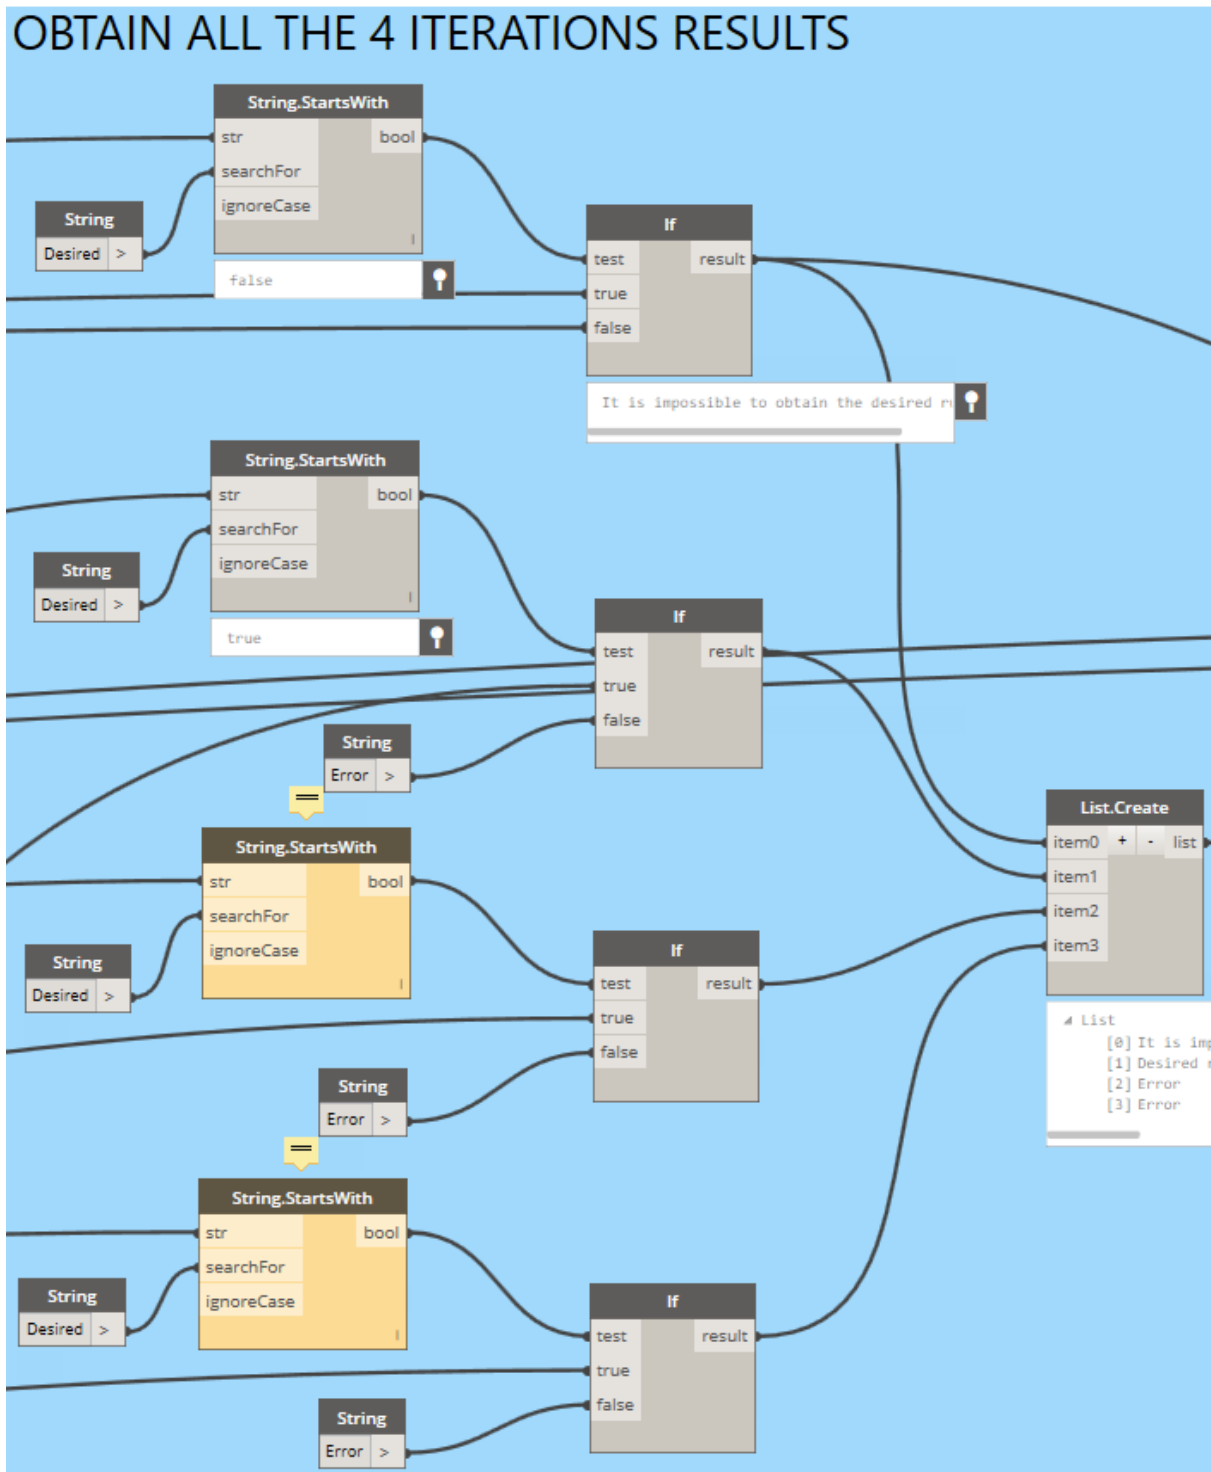 OBTAIN ALL THE 4 ITERATIONS RESULTS
String.StartsWith
str
bool
searchFor
ignoreCase
String
Desired >
false
If
test
result
true
false
It is impossible to obtain the desired
String.StartsWith
str
bool
searchFor
ignoreCase
String
Desired >
true
If
test
result
true
false
String
Error >
String.StartsWith
str
bool
searchFor
ignoreCase
String
Desired >
If
test
result
true
false
String
Error >
List.Create
item0 + - list
item1
item2
item3
List
[0] It is imp
[1] Desired r
[2] Error
[3] Error
String.StartsWith
str
bool
searchFor
ignoreCase
String
Desired >
If
test
result
true
false
String
Error >